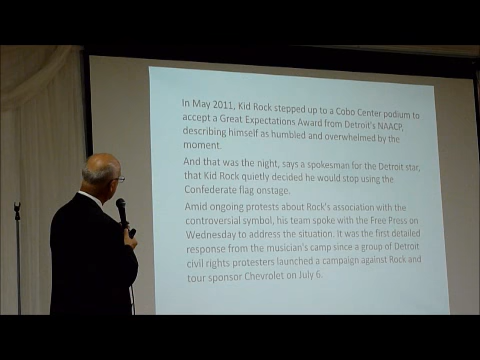 In May 2011, Kid Rock stepped up to a Cobo Center podium to
accept a Great Expectations Award from Detroit's NAACP,
describing himself as humbled and overwhelmed by the
moment.
And that was the night, says a spokesman for the Detroit star,
that Kid Rock quietly decided he would stop using the
Confederate flag onstage.
Amid ongoing protests about Rock's association with the
controversial symbol, his team spoke with the Free Press on
Wednesday to address the situation. It was the first detailed
response from the musician's camp since a group of Detroit
civil rights protesters launched a campaign against Rock and
tour sponsor Chevrolet on July 6.